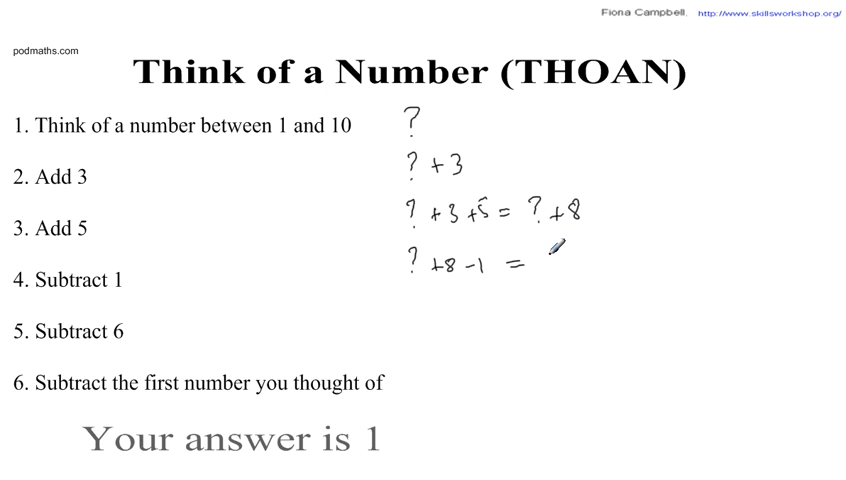 Fiona Campbell. http://www.skillsworkshop.org/
podmaths.com
Think of a Number (THOAN)
1. Think of a number between 1 and 10
?
2. Add 3
? + 3
3. Add 5
? + 3 + 5 = ? + 8
4. Subtract 1
? + 8 - 1 =
5. Subtract 6
6. Subtract the first number you thought of
Your answer is 1